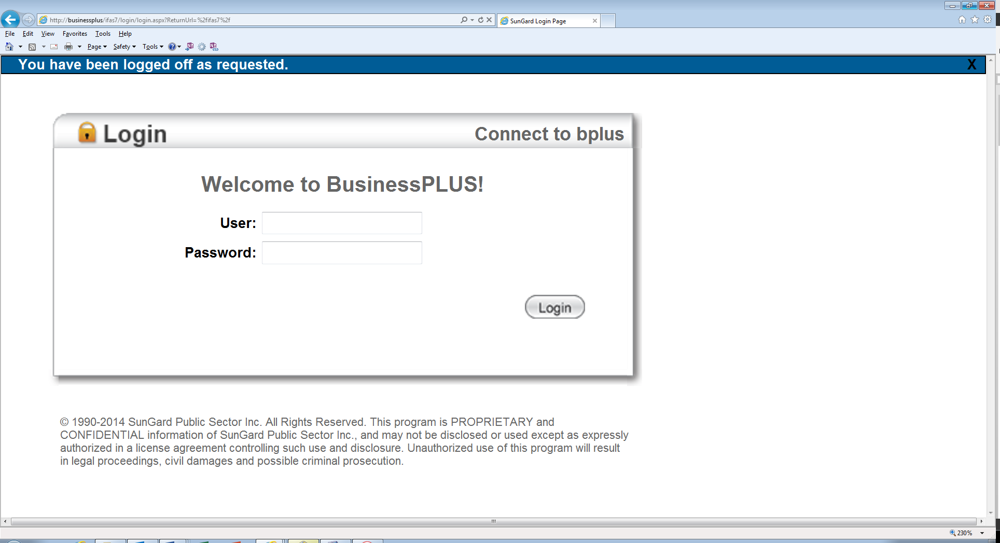 http://businessplus/ifas7/login/login.aspx?ReturnUrl=%2fifas7%2f
SunGard Login Page
File Edit View Favorites Tools Help
Page Safety Tools
You have been logged off as requested. X
Login Connect to bplus
Welcome to BusinessPLUS!
User:
Password:
Login
© 1990-2014 SunGard Public Sector Inc. All Rights Reserved. This program is PROPRIETARY and
CONFIDENTIAL information of SunGard Public Sector Inc., and may not be disclosed or used except as expressly
authorized in a license agreement controlling such use and disclosure. Unauthorized use of this program will result
in legal proceedings, civil damages and possible criminal prosecution.
230%